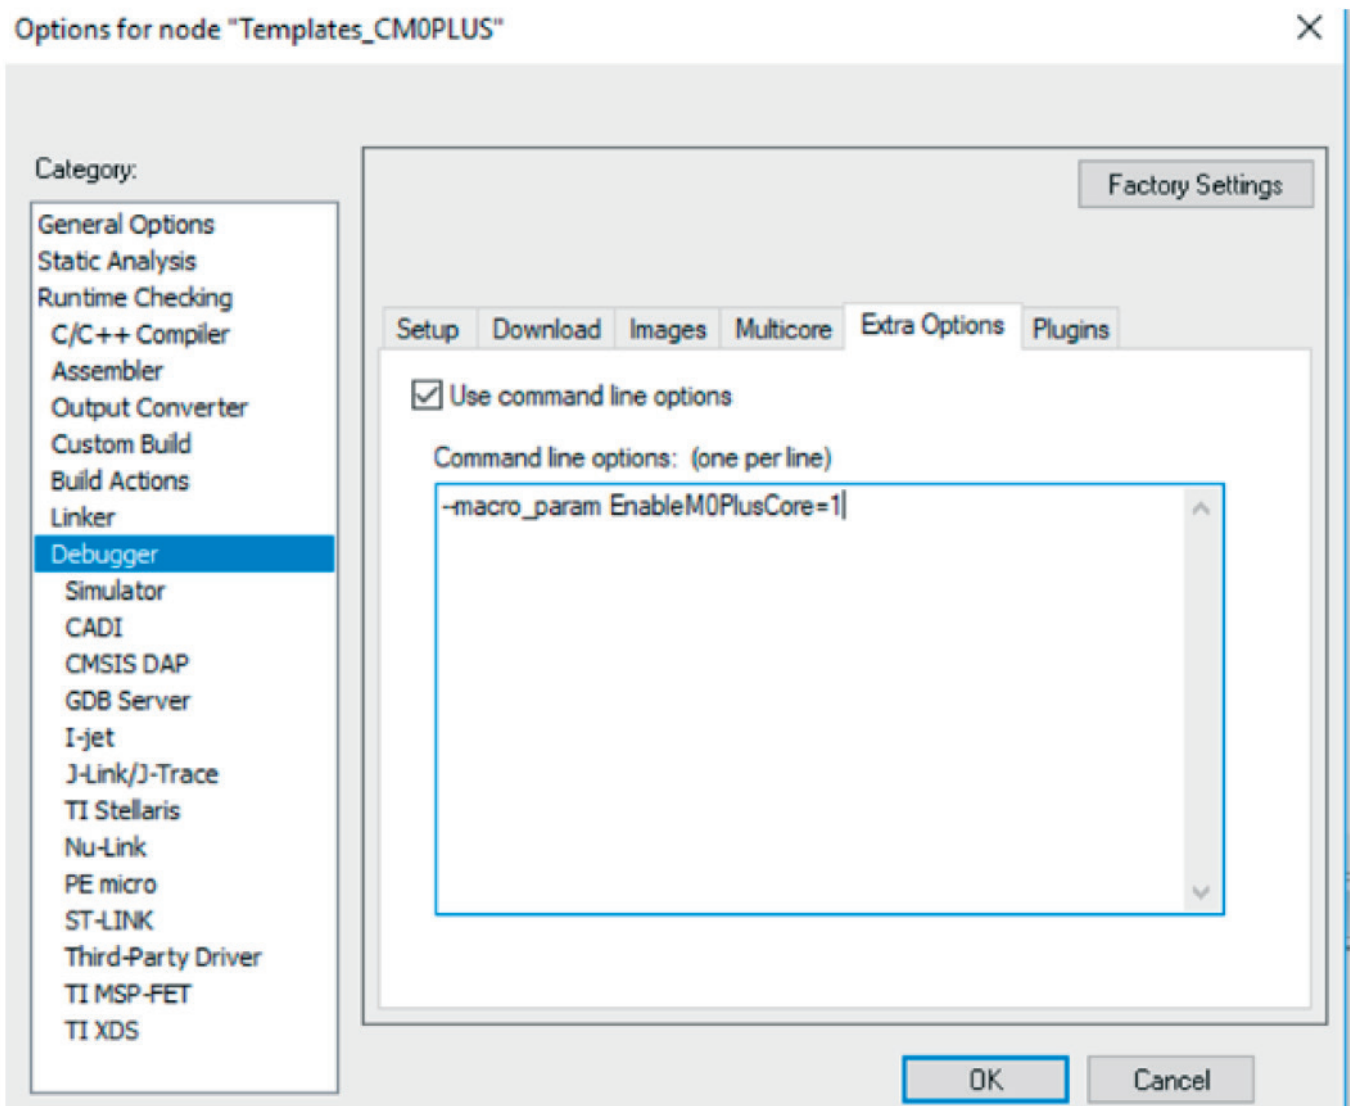 Options for node "Templates_CM0PLUS"
Category:
Factory Settings
General Options
Static Analysis
Runtime Checking
C/C++ Compiler
Assembler
Output Converter
Custom Build
Build Actions
Linker
Debugger
Simulator
CADI
CMSIS DAP
GDB Server
I-jet
J-Link/J-Trace
TI Stellaris
Nu-Link
PE micro
ST-LINK
Third-Party Driver
TI MSP-FET
TI XDS
Setup Download Images Multicore Extra Options Plugins
Use command line options
Command line options: (one per line)
--macro_param EnableM0PlusCore=1
OK Cancel